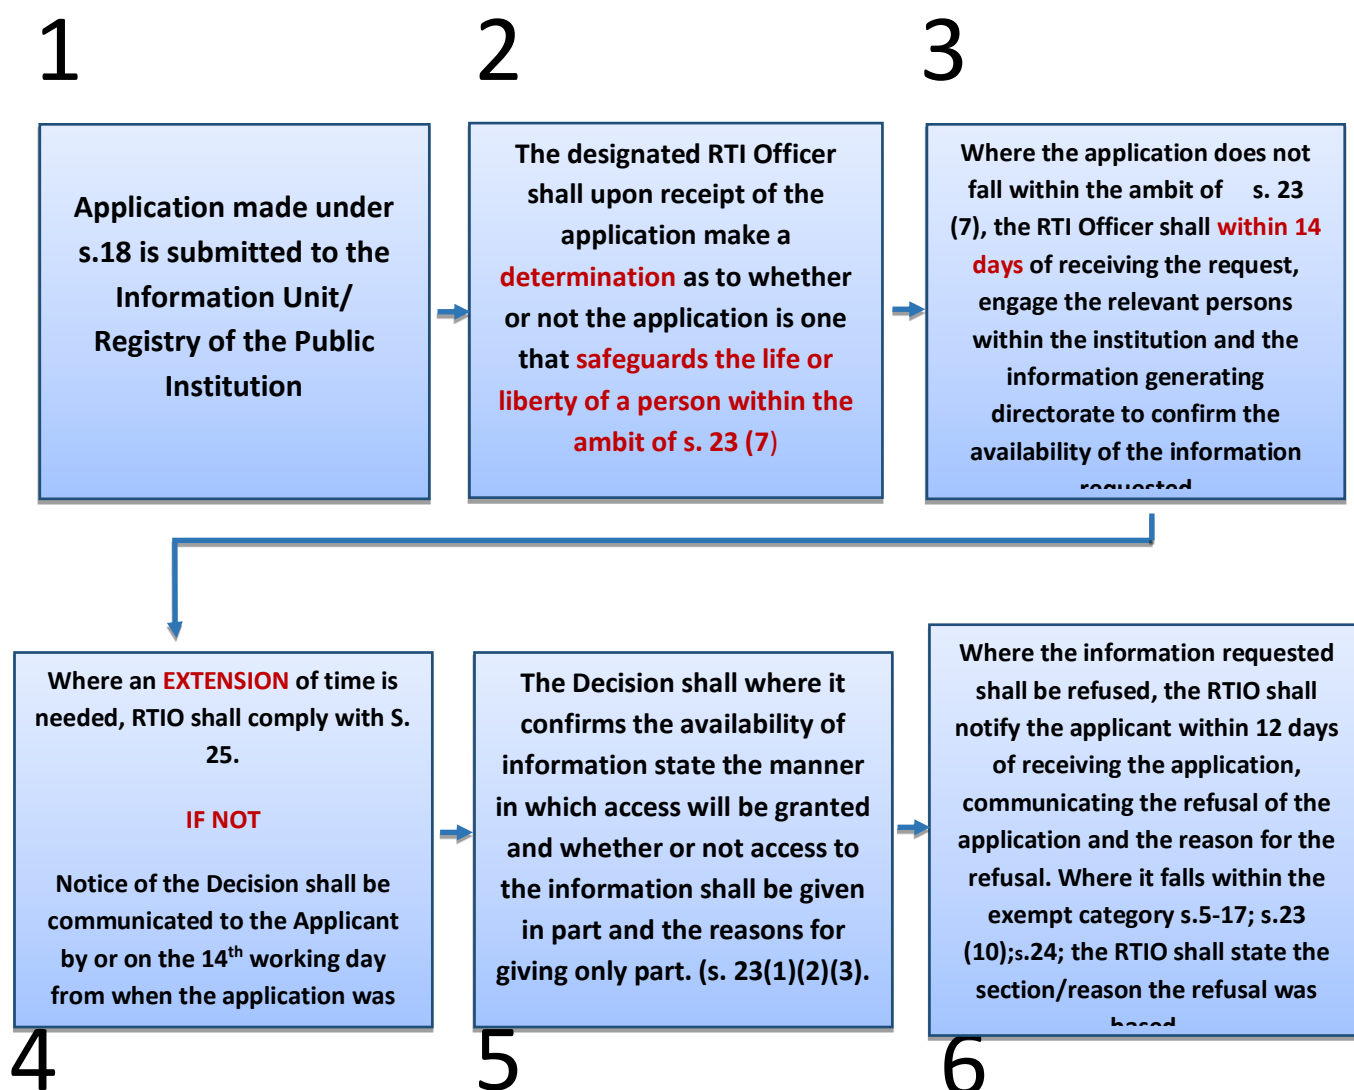 1
2
3
Application made under
s.18 is submitted to the
Information Unit/
Registry of the Public
Institution
The designated RTI Officer
shall upon receipt of the
application make a
determination as to whether
or not the application is one
that safeguards the life or
liberty of a person within the
ambit of s. 23 (7)
Where the application does not
fall within the ambit of s. 23
(7), the RTI Officer shall within 14
days of receiving the request,
engage the relevant persons
within the institution and the
information generating
directorate to confirm the
availability of the information
requested
Where an EXTENSION of time is
needed, RTIO shall comply with S.
25.
IF NOT
Notice of the Decision shall be
communicated to the Applicant
by or on the 14th working day
from when the application was
The Decision shall where it
confirms the availability of
information state the manner
in which access will be granted
and whether or not access to
the information shall be given
in part and the reasons for
giving only part. (s. 23(1)(2)(3).
Where the information requested
shall be refused, the RTIO shall
notify the applicant within 12 days
of receiving the application,
communicating the refusal of the
application and the reason for the
refusal. Where it falls within the
exempt category s.5-17; s.23
(10);s.24; the RTIO shall state the
section/reason the refusal was
based
4
5
6